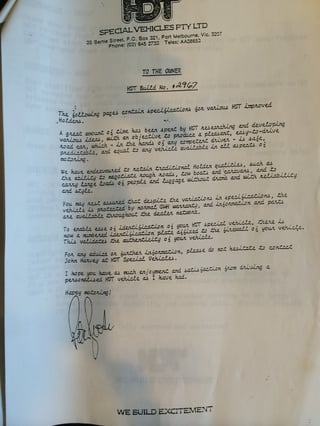 HDT
SPECIAL VEHICLES PTY LTD
35 Bertie Street, P.O. Box 321, Port Melbourne, Vic. 3207
Phone: (03) 645 2730 Telex: AA38652
TO THE OWNER
HDT Build No. #2967
The following pages contain specifications for various HDT improved
Holdens.
A great amount of time has been spent by HDT researching and developing
various ideas, with an objective to produce a pleasant, easy-to-drive
road car, which - in the hands of any competent driver - is safe,
predictable, and equal to any vehicle available in all aspects of
motoring.
We have endeavoured to retain traditional Holden qualities, such as
the ability to negotiate rough roads, tow boats and caravans, and to
carry large loads of people and luggage without drama and with reliability
and style.
You may rest assured that despite the variations in specifications, the
vehicle is protected by normal GMH warranty, and information and parts
are available throughout the dealer network.
To enable ease of identification of your HDT special vehicle, there is
now a numbered identification plate affixed to the firewall of your vehicle.
This validates the authenticity of your vehicle.
For any advice or further information, please do not hesitate to contact
John Harvey at HDT Special Vehicles.
I hope you have as much enjoyment and satisfaction from driving a
personalised HDT vehicle as I have had.
Happy motoring!
WE BUILD EXCITEMENT